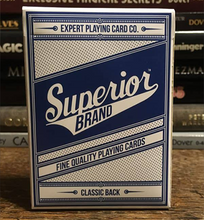 EXPERT PLAYING CARD CO.
Superior
BRAND
FINE QUALITY PLAYING CARDS
CLASSIC BACK